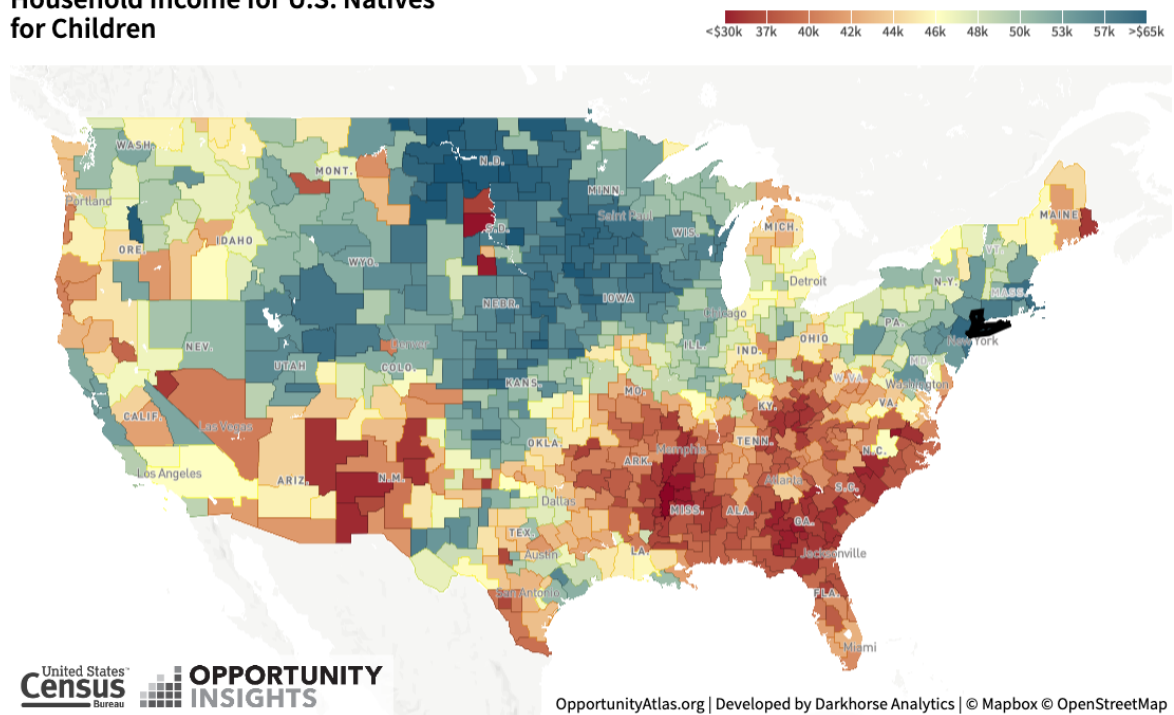 Household Income for U.S. Natives
for Children
<$30k 37k 40k 42k 44k 46k 48k 50k 53k 57k >$65k
WASH.
MONT.
N.D.
MINN.
Portland
Saint Paul
S.D.
WIS.
MICH.
MAINE
ORE
IDAHO
VT.
WYO.
Detroit
N.Y.
MASS.
NEBR.
IOWA
Chicago
PA.
New York
NEV.
Denver
ILL.
IND.
OHIO
MD.
UTAH
COLO.
KANS
MO.
W.VA.
Washington
CALIF.
Las Vegas
KY.
VA.
OKLA.
TENN.
N.C.
Los Angeles
ARIZ.
N.M.
ARK.
Memphis
Atlanta
S.C.
Dallas
MISS.
ALA.
GA.
TEX.
Austin
LA.
Jacksonville
San Antonio
FLA.
Miami
United States™
Census
Bureau
OPPORTUNITY
INSIGHTS
OpportunityAtlas.org | Developed by Darkhorse Analytics | © Mapbox © OpenStreetMap